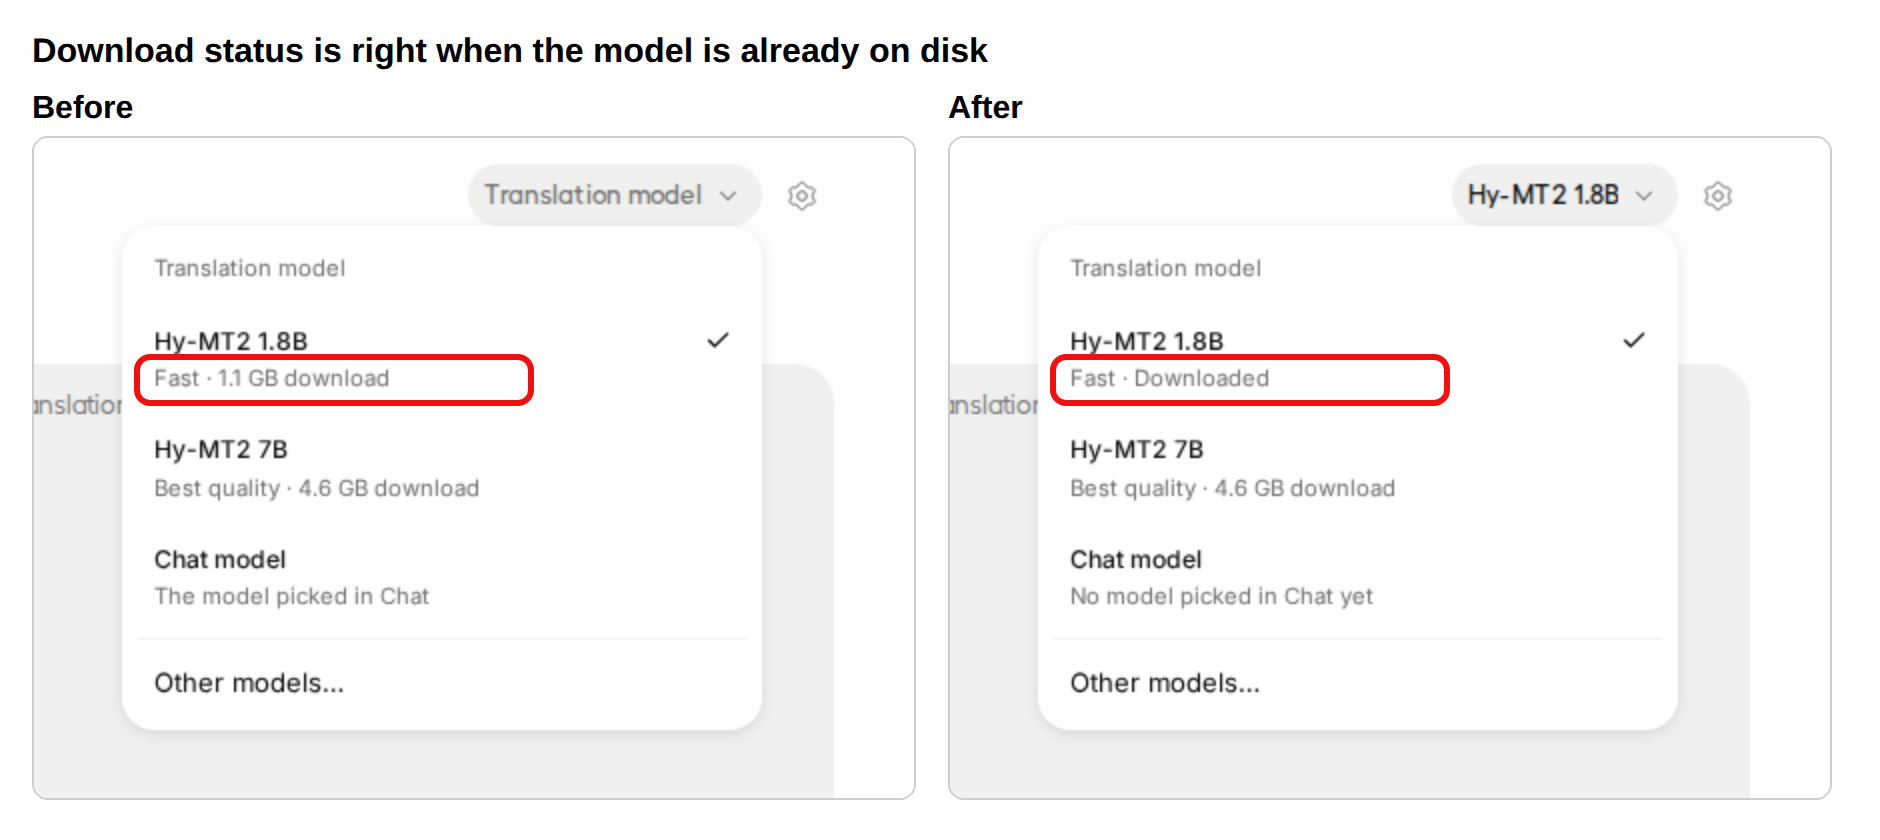 Download status is right when the model is already on disk
Before
Translation model
Translation model
Hy-MT2 1.8B
Fast · 1.1 GB download
Hy-MT2 7B
Best quality · 4.6 GB download
Chat model
The model picked in Chat
Other models...
After
Hy-MT2 1.8B
Translation model
Hy-MT2 1.8B
Fast · Downloaded
Hy-MT2 7B
Best quality · 4.6 GB download
Chat model
No model picked in Chat yet
Other models...